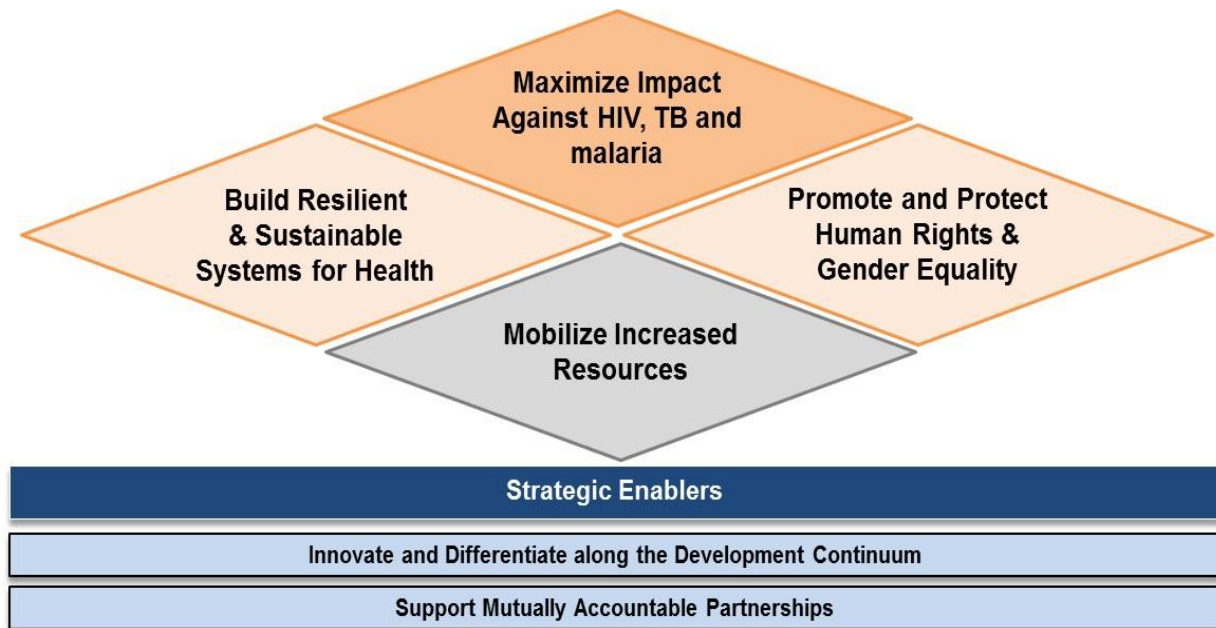 Maximize Impact
Against HIV, TB and
malaria
Build Resilient
& Sustainable
Systems for Health
Promote and Protect
Human Rights &
Gender Equality
Mobilize Increased
Resources
Strategic Enablers
Innovate and Differentiate along the Development Continuum
Support Mutually Accountable Partnerships